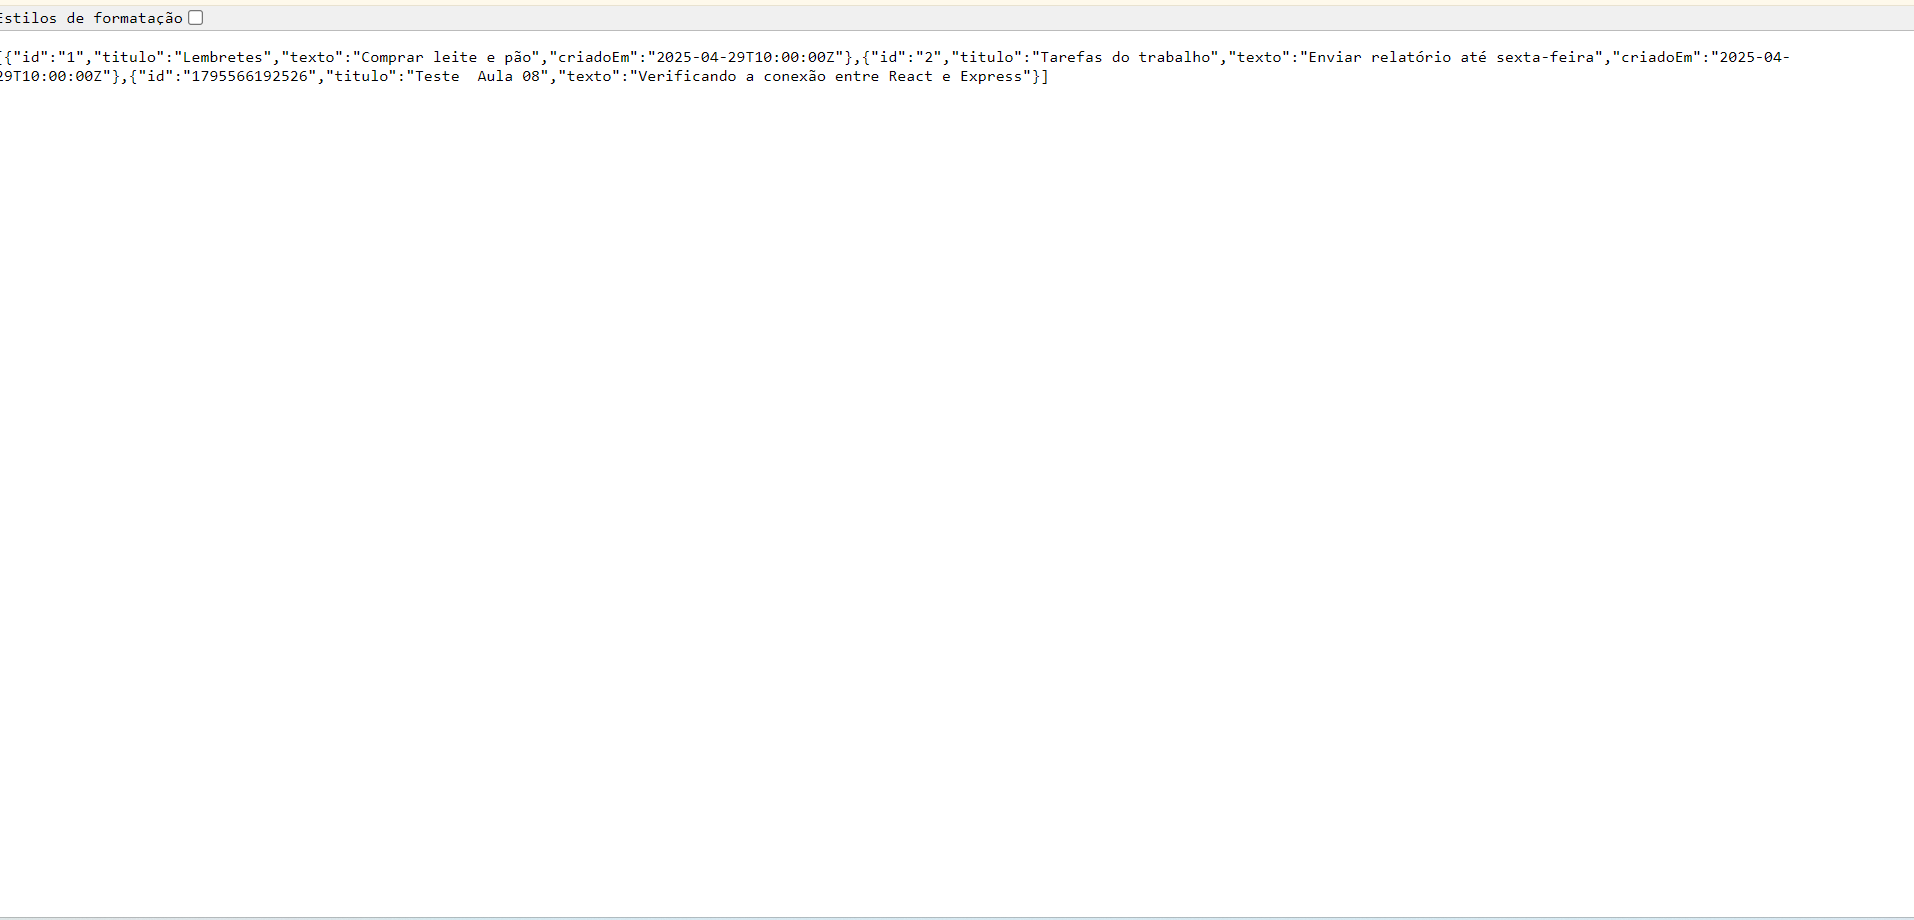 Estilos de formatação
[{"id":"1","titulo":"Lembretes","texto":"Comprar leite e pão","criadoEm":"2025-04-29T10:00:00Z"},{"id":"2","titulo":"Tarefas do trabalho","texto":"Enviar relatório até sexta-feira","criadoEm":"2025-04-
29T10:00:00Z"},{"id":"1795566192526","titulo":"Teste  Aula 08","texto":"Verificando a conexão entre React e Express"}]